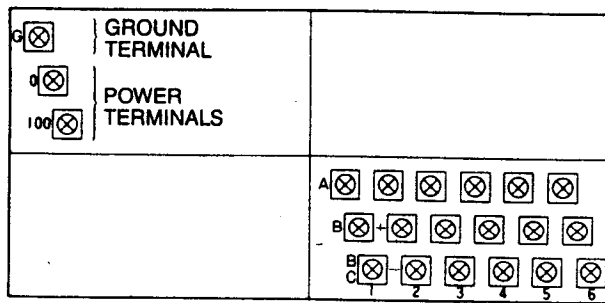 G GROUND
TERMINAL
0
POWER
100 TERMINALS
A
B +
B
C -
1 2 3 4 5 6